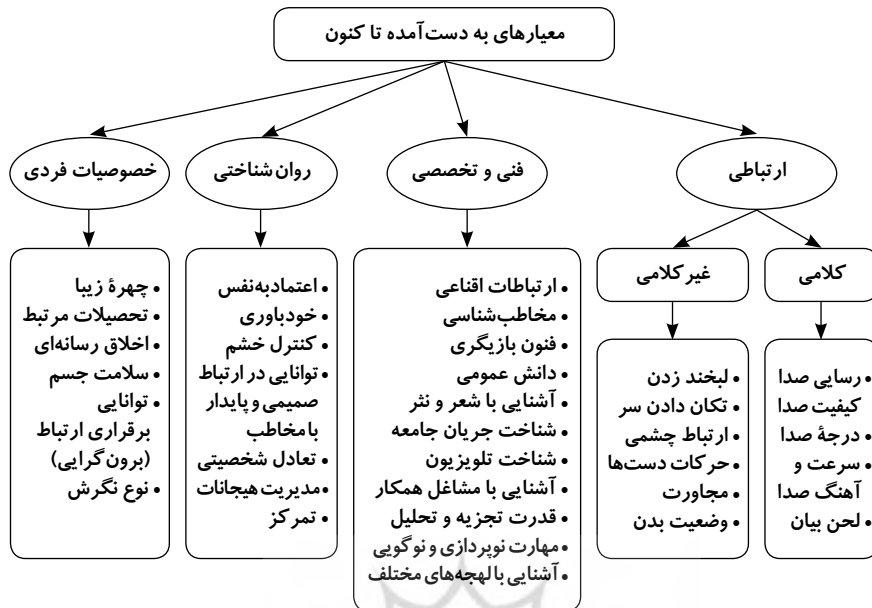 معیارهای به دست‌آمده تا کنون
ارتباطی
فنی و تخصصی
روان‌شناختی
خصوصیات فردی
کلامی
غیر کلامی
• رسایی صدا
کیفیت صدا
• درجهٔ صدا
• سرعت و
آهنگ صدا
• لحن بیان
• لبخند زدن
• تکان دادن سر
• ارتباط چشمی
• حرکات دست‌ها
• مجاورت
• وضعیت بدن
• ارتباطات اقناعی
• مخاطب‌شناسی
• فنون بازیگری
• دانش عمومی
• آشنایی با شعر و نثر
• شناخت جریان جامعه
• شناخت تلویزیون
• آشنایی با مشاغل همکار
• قدرت تجزیه و تحلیل
• مهارت نوپردازی و نوگویی
• آشنایی با لهجه‌های مختلف
• اعتمادبه‌نفس
• خودباوری
• کنترل خشم
• توانایی در ارتباط
صمیمی و پایدار
با مخاطب
• تعادل شخصیتی
• مدیریت هیجانات
• تمرکز
• چهرهٔ زیبا
• تحصیلات مرتبط
• اخلاق رسانه‌ای
• سلامت جسم
• توانایی
برقراری ارتباط
(برون‌گرایی)
• نوع نگرش